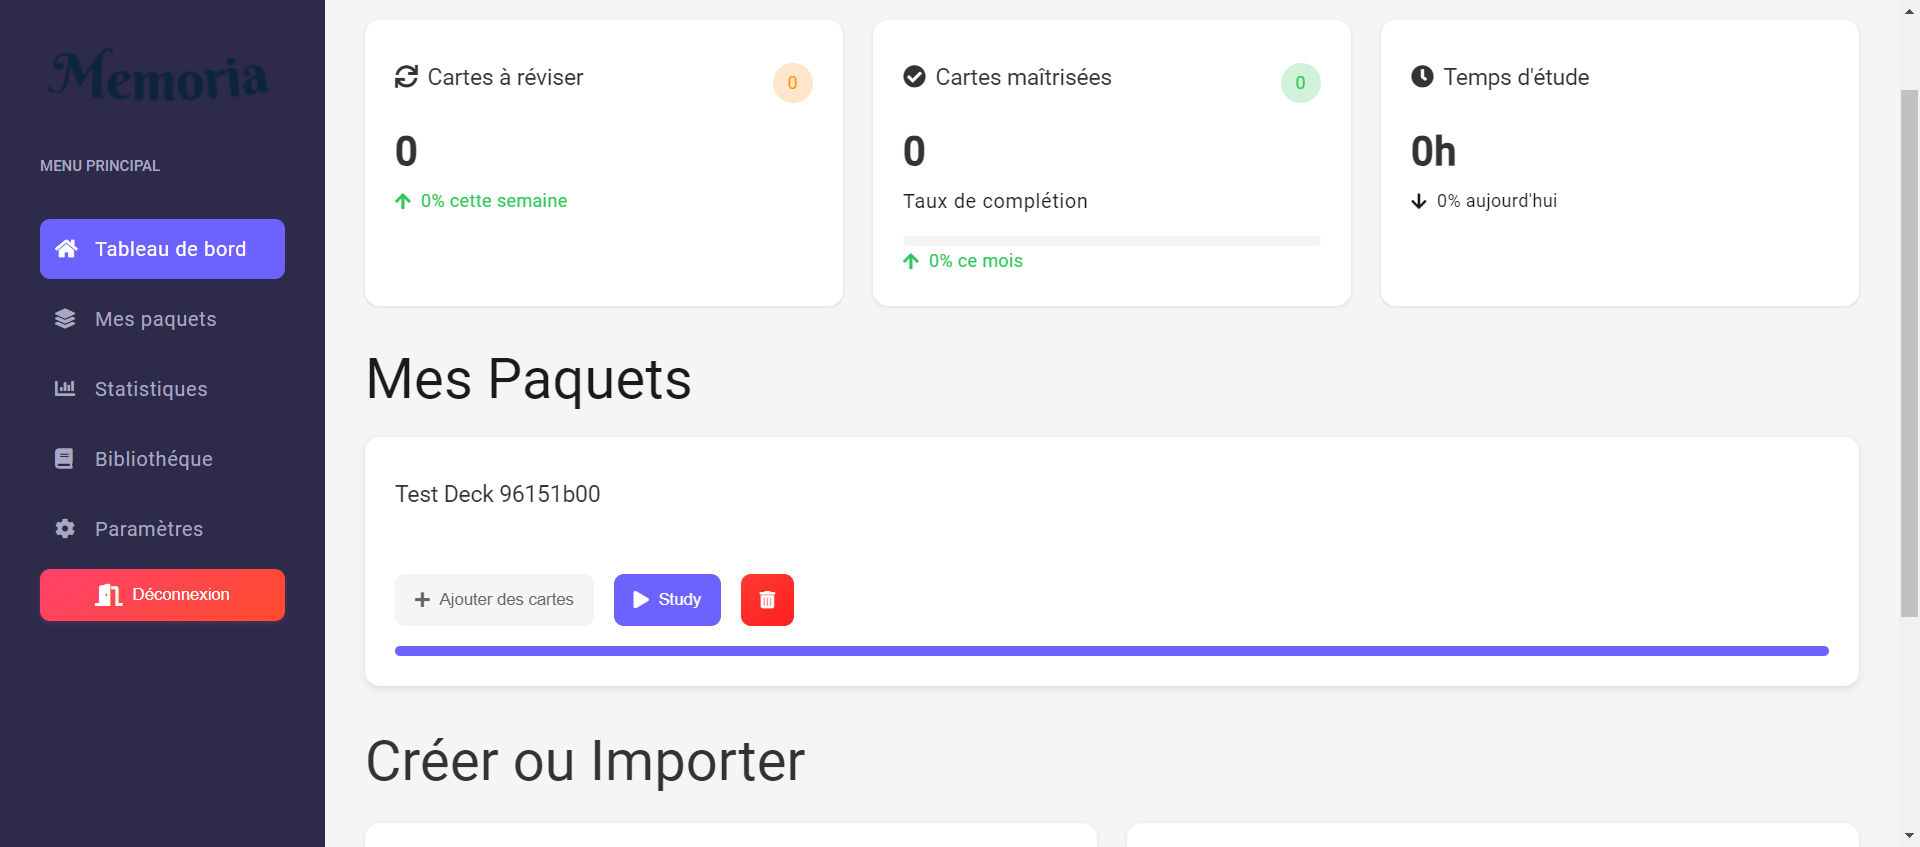 Memoria
MENU PRINCIPAL
Tableau de bord
Mes paquets
Statistiques
Bibliothéque
Paramètres
Déconnexion
Cartes à réviser
0
0
0% cette semaine
Cartes maîtrisées
0
0
Taux de complétion
0% ce mois
Temps d'étude
0h
0% aujourd'hui
Mes Paquets
Test Deck 96151b00
Ajouter des cartes
Study
Créer ou Importer